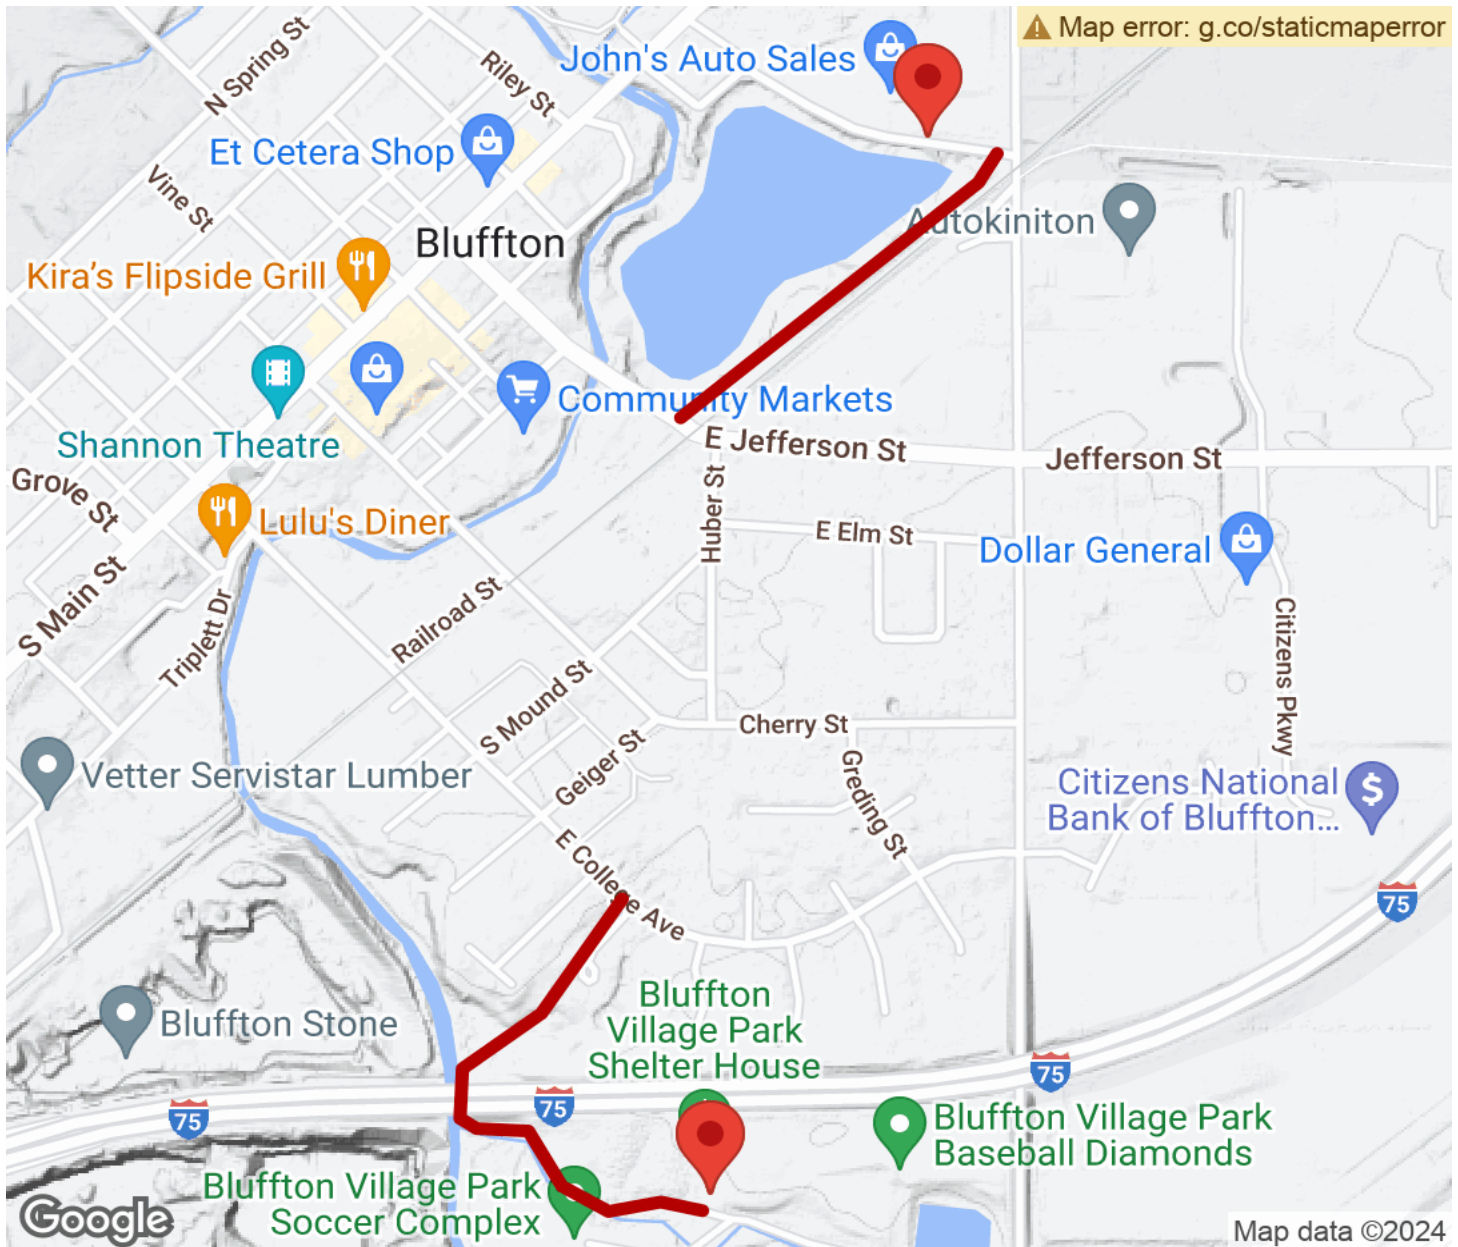 Map error: g.co/staticmaperror
N Spring St
Riley St
John's Auto Sales
Et Cetera Shop
Vine St
Autokiniton
Bluffton
Kira's Flipside Grill
Community Markets
Shannon Theatre
E Jefferson St
Jefferson St
Grove St
Lulu's Diner
Huber St
E Elm St
Dollar General
S Main St
Triplett Dr
Railroad St
Citizens Pkwy
S Mound St
Cherry St
Geiger St
Greding St
Vetter Servistar Lumber
Citizens National
Bank of Bluffton...
$
E College Ave
75
Bluffton
Village Park
Shelter House
Bluffton Stone
75
75
75
Bluffton Village Park
Baseball Diamonds
Bluffton Village Park
Soccer Complex
Google
Map data ©2024